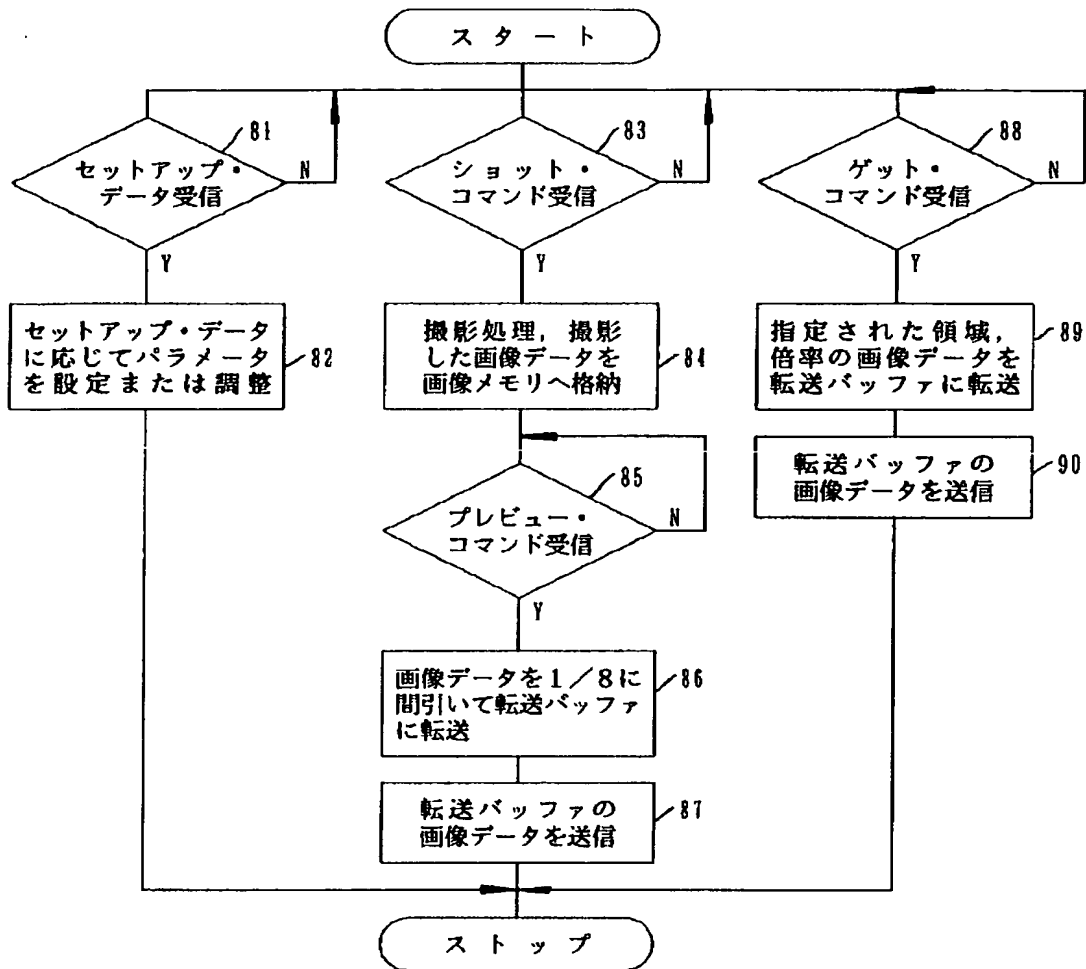 スタート
81
セットアップ・
データ受信
N
Y
セットアップ・データ
に応じてパラメータ
を設定または調整
82
83
ショット・
コマンド受信
N
Y
撮影処理,撮影
した画像データを
画像メモリへ格納
84
85
プレビュー・
コマンド受信
N
Y
画像データを1/8に
間引いて転送バッファ
に転送
86
転送バッファの
画像データを送信
87
88
ゲット・
コマンド受信
N
Y
指定された領域,
倍率の画像データを
転送バッファに転送
89
転送バッファの
画像データを送信
90
ストップ